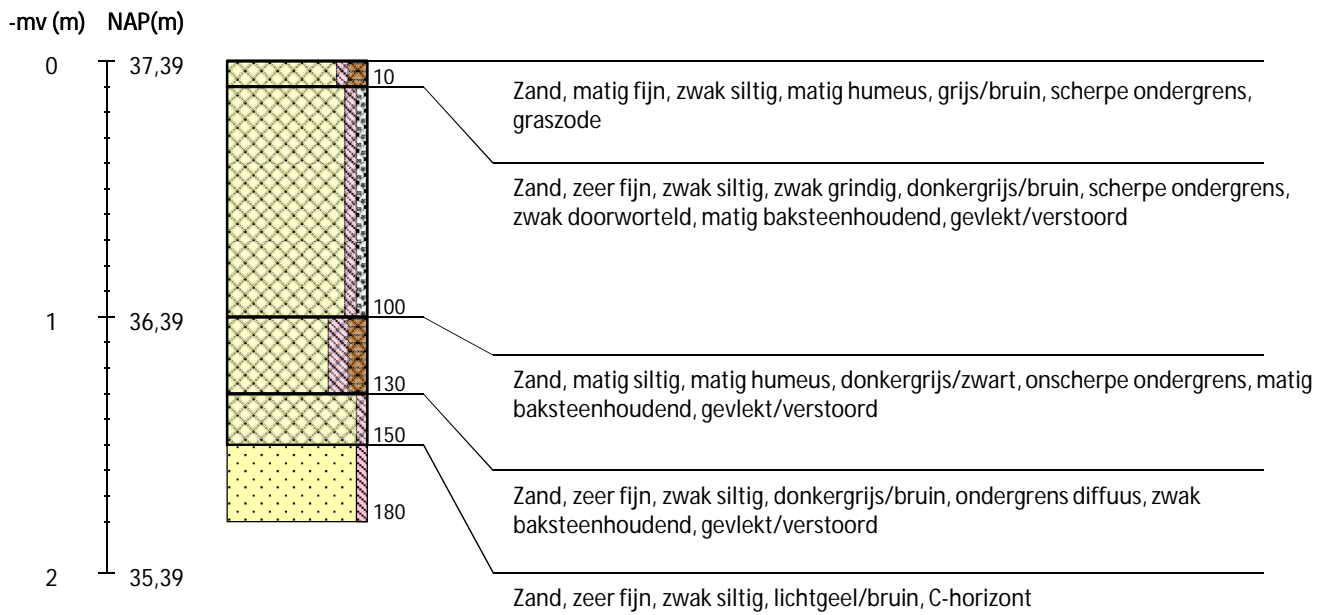 -mv (m) NAP(m)
0 37,39
10
Zand, matig fijn, zwak siltig, matig humeus, grijs/bruin, scherpe ondergrens,
graszode
Zand, zeer fijn, zwak siltig, zwak grindig, donkergrijs/bruin, scherpe ondergrens,
zwak doorworteld, matig baksteenhoudend, gevlekt/verstoord
100
1 36,39
Zand, matig siltig, matig humeus, donkergrijs/zwart, onscherpe ondergrens, matig
baksteenhoudend, gevlekt/verstoord
130
150
Zand, zeer fijn, zwak siltig, donkergrijs/bruin, ondergrens diffuus, zwak
baksteenhoudend, gevlekt/verstoord
180
2 35,39
Zand, zeer fijn, zwak siltig, lichtgeel/bruin, C-horizont